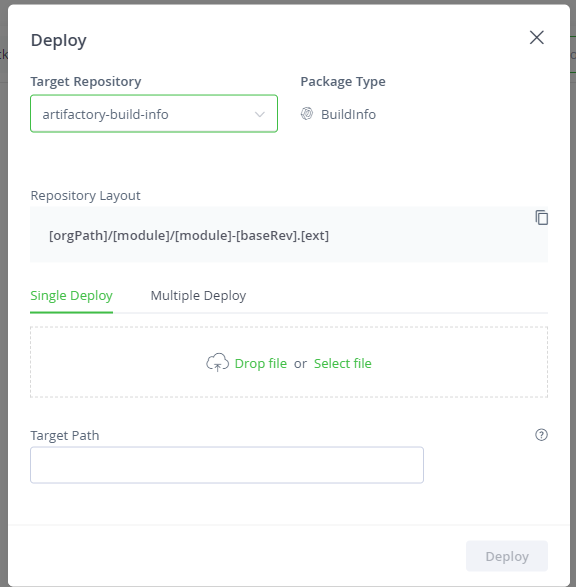 Deploy
Target Repository
Package Type
artifactory-build-info
BuildInfo
Repository Layout
[orgPath]/[module]/[module]-[baseRev].[ext]
Single Deploy
Multiple Deploy
Drop file or Select file
Target Path
Deploy